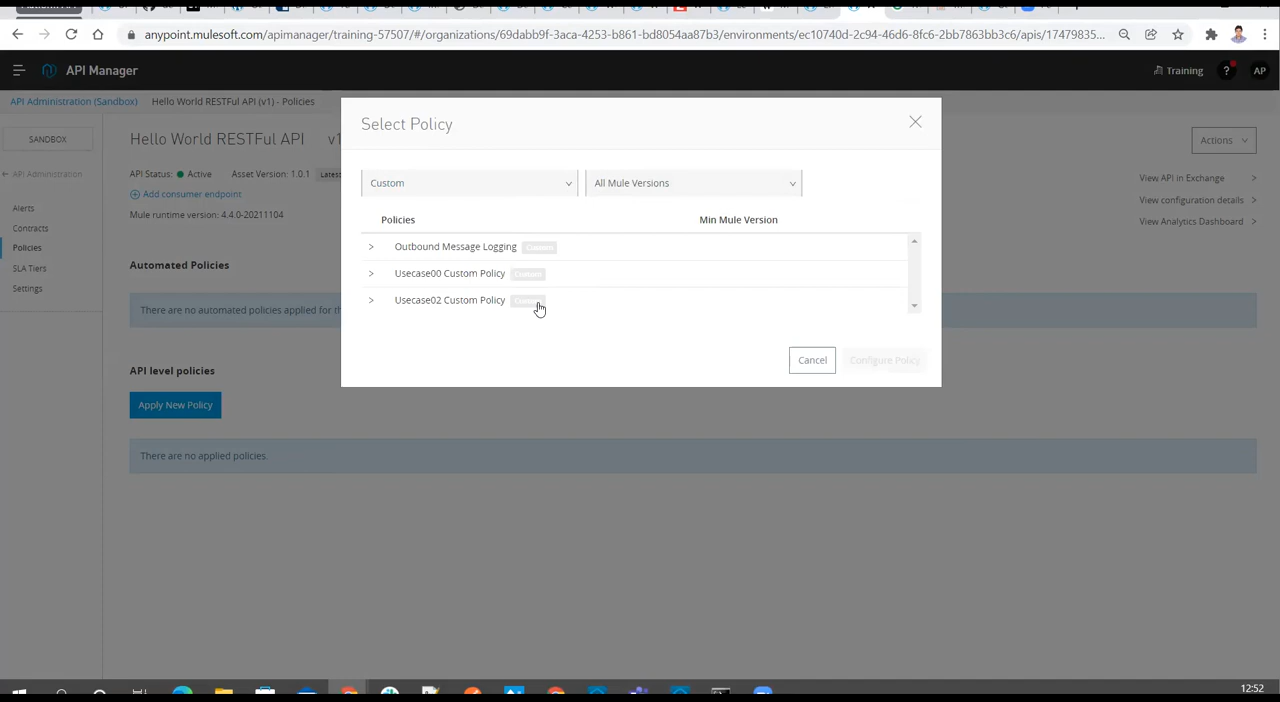 anypoint.mulesoft.com/apimanager/training-57507/#/organizations/69dabfdf-3aca-4253-b861-bd8054aa87b3/environments/e10740d-2c94-46d6-8fc6-2bb7863bb3c6/apis/17479835...
API Manager
Training
?
AP
API Administration (Sandbox)
Hello World RESTFul API (v1) - Policies
SANDBOX
API Administration
Alerts
Contracts
Policies
SLA Tiers
Settings
Hello World RESTFul API v1
API Status: Active Asset Version: 1.0.1 Latest
Add consumer endpoint
Mule runtime version: 4.4.0-20211104
Actions
View API in Exchange >
View configuration details >
View Analytics Dashboard >
Automated Policies
There are no automated policies applied for th
API level policies
Apply New Policy
There are no applied policies.
Select Policy
Custom
All Mule Versions
Policies Min Mule Version
> Outbound Message Logging Custom
> Usecase00 Custom Policy Custom
> Usecase02 Custom Policy
Cancel
Configure Policy
12:52